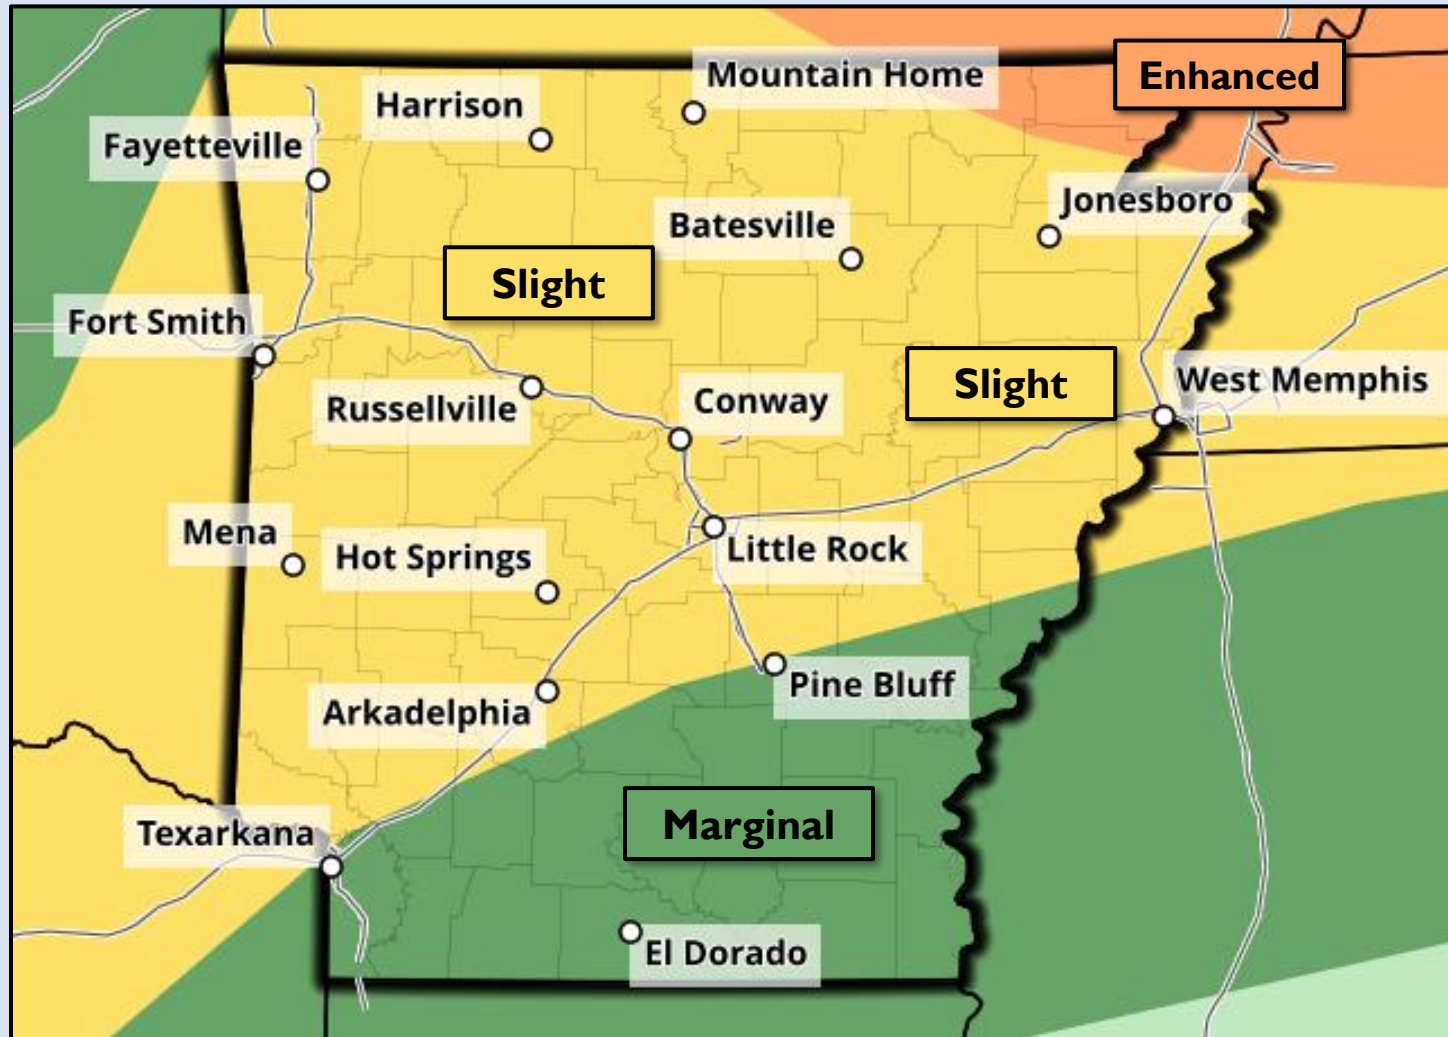 Mountain Home
Enhanced
Harrison
Fayetteville
Jonesboro
Batesville
Slight
Fort Smith
Slight
West Memphis
Russellville
Conway
Mena
Hot Springs
Little Rock
Pine Bluff
Arkadelphia
Texarkana
Marginal
El Dorado